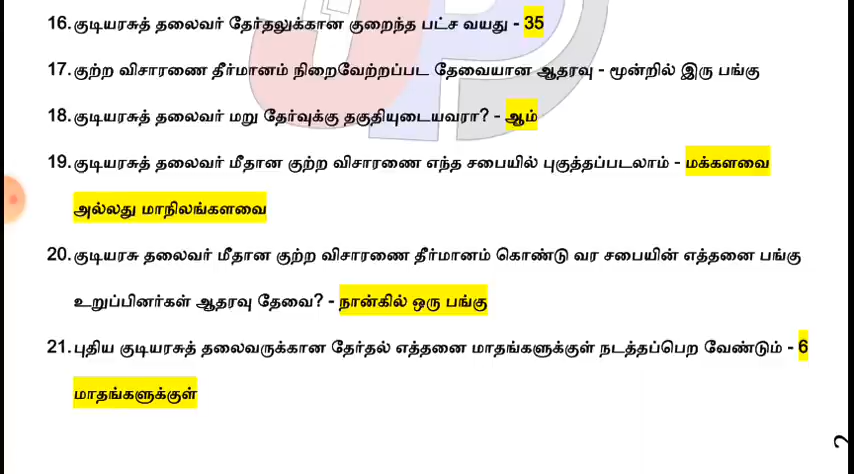 16. குடியரசுத் தலைவர் தேர்தலுக்கான குறைந்த பட்ச வயது - 35
17. குற்ற விசாரணை தீர்மானம் நிறைவேற்றப்பட தேவையான ஆதரவு - மூன்றில் இரு பங்கு
18. குடியரசுத் தலைவர் மறு தேர்வுக்கு தகுதியுடையவரா? - ஆம்
19. குடியரசுத் தலைவர் மீதான குற்ற விசாரணை எந்த சபையில் புகுத்தப்படலாம் - மக்களவை
அல்லது மாநிலங்களவை
20. குடியரசு தலைவர் மீதான குற்ற விசாரணை தீர்மானம் கொண்டு வர சபையின் எத்தனை பங்கு
உறுப்பினர்கள் ஆதரவு தேவை? - நான்கில் ஒரு பங்கு
21. புதிய குடியரசுத் தலைவருக்கான தேர்தல் எத்தனை மாதங்களுக்குள் நடத்தப்பெற வேண்டும் - 6
மாதங்களுக்குள்